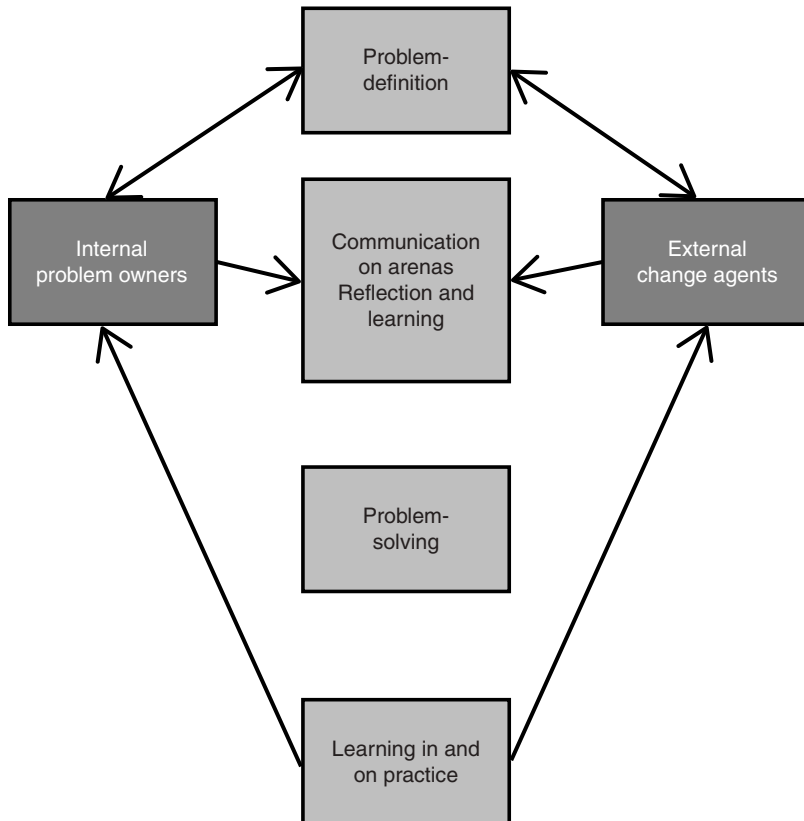 Problem-
definition
Internal
problem owners
Communication
on arenas
Reflection and
learning
External
change agents
Problem-
solving
Learning in and
on practice